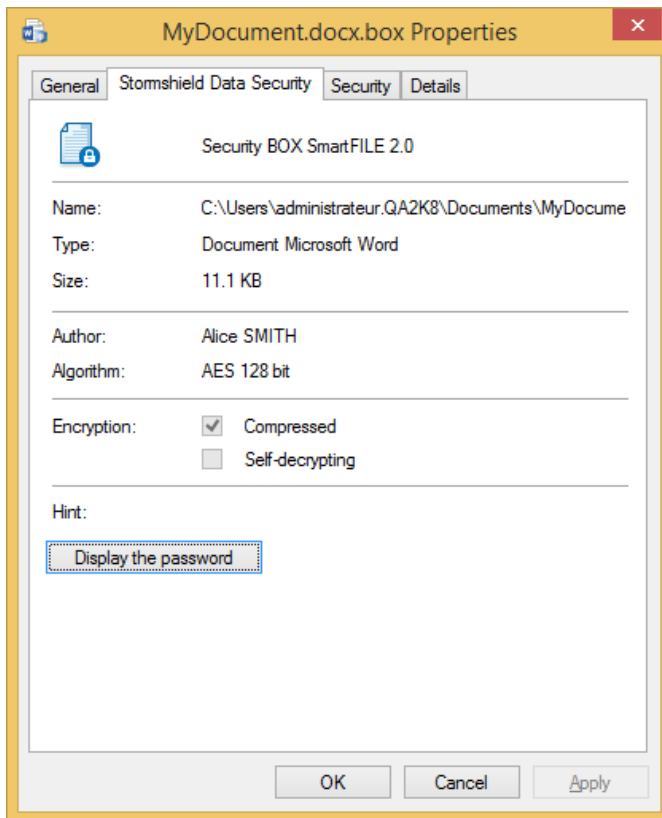 MyDocument.docx.box Properties
General Stormshield Data Security Security Details
Security BOX SmartFILE 2.0
Name: C:\Users\administrateur.QA2K8\Documents\MyDocume
Type: Document Microsoft Word
Size: 11.1 KB
Author: Alice SMITH
Algorithm: AES 128 bit
Encryption: Compressed
Self-decrypting
Hint:
Display the password
OK Cancel Apply